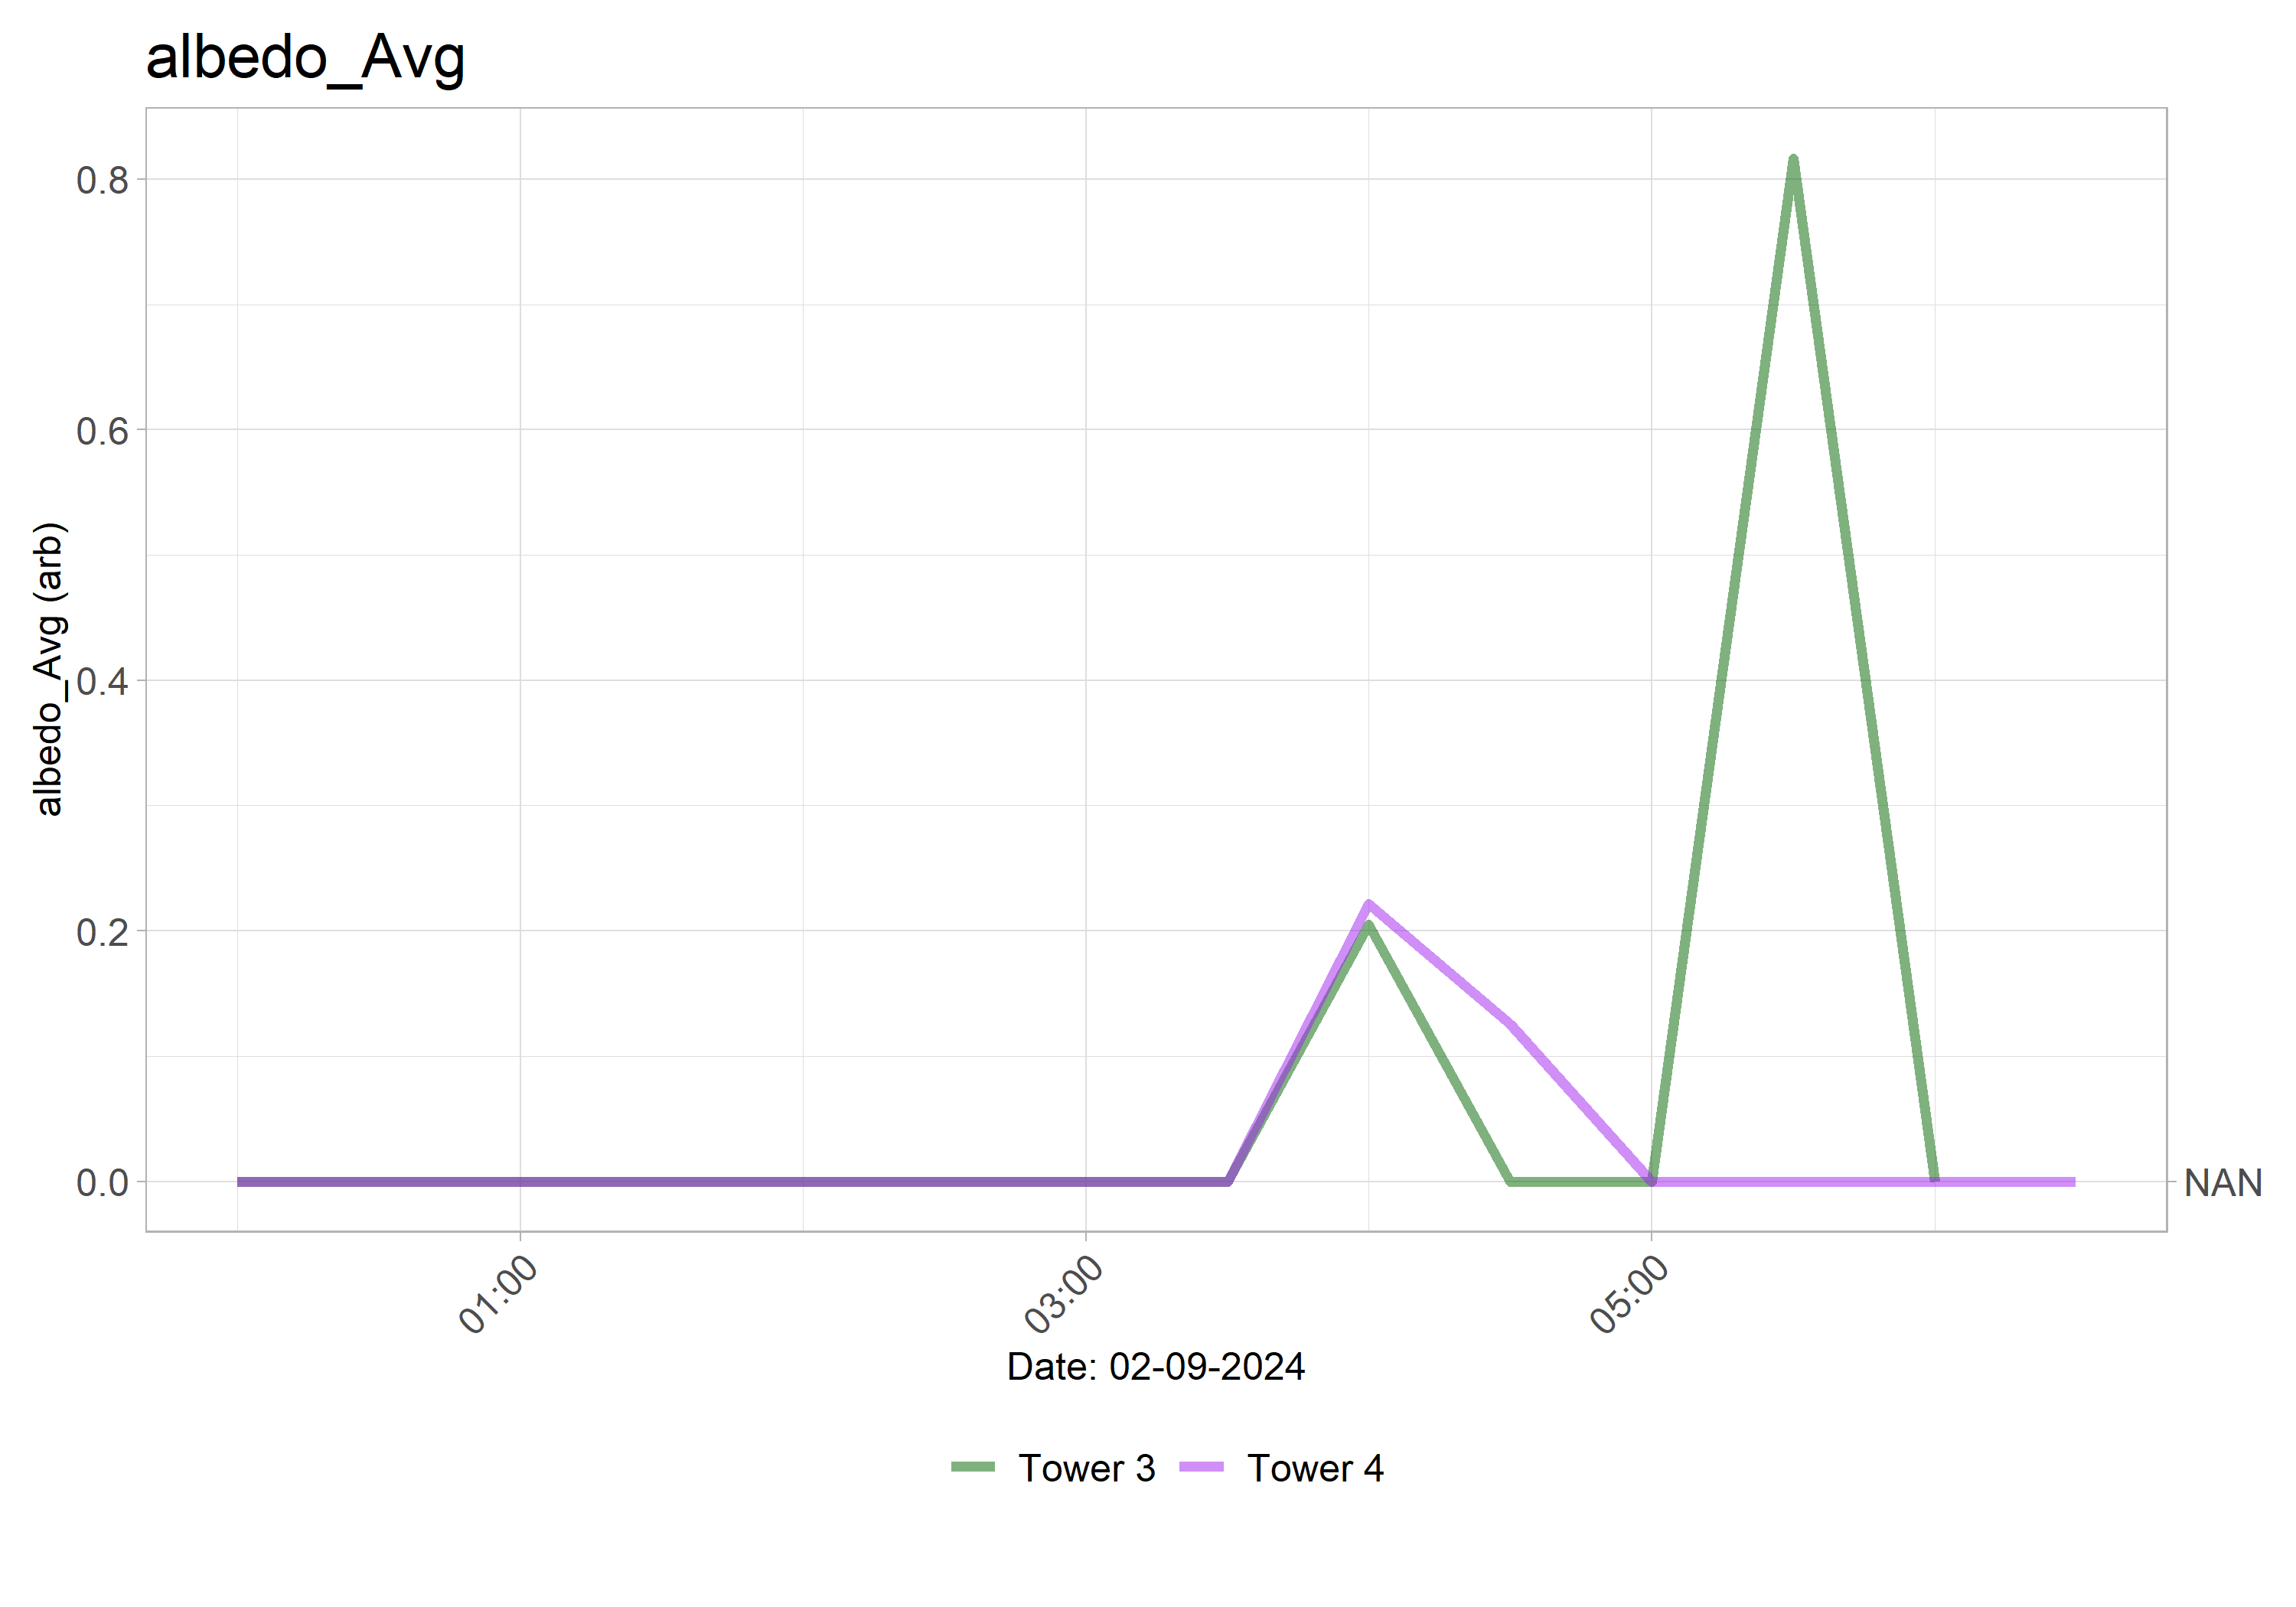 albedo_Avg
albedo_Avg (arb)
0.8
0.6
0.4
0.2
0.0
NAN
01:00
03:00
05:00
Date: 02-09-2024
Tower 3
Tower 4